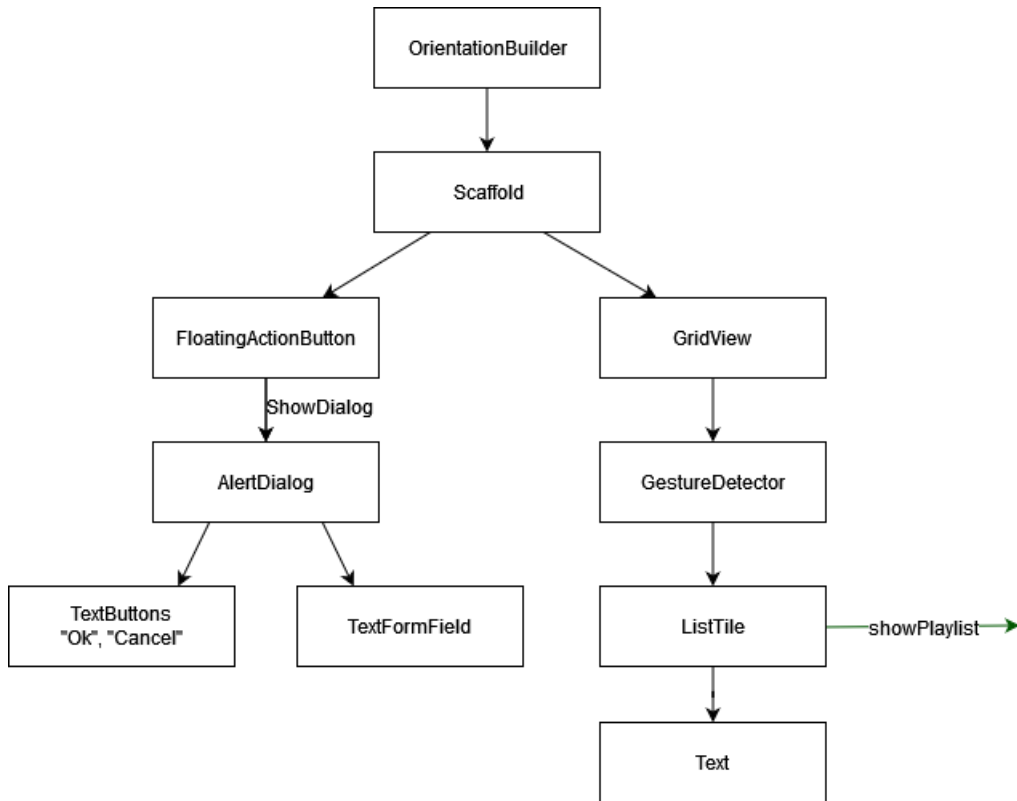 OrientationBuilder
Scaffold
FloatingActionButton
GridView
ShowDialog
AlertDialog
GestureDetector
TextButtons
"Ok", "Cancel"
TextFormField
ListTile
showPlaylist
Text